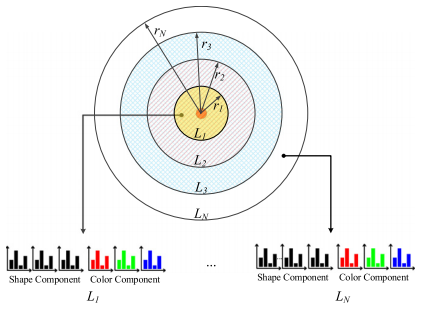 r_N
r_3
r_2
r_1
L_1
L_2
L_3
L_N
...
Shape Component Color Component
Shape Component Color Component
L_1
L_N